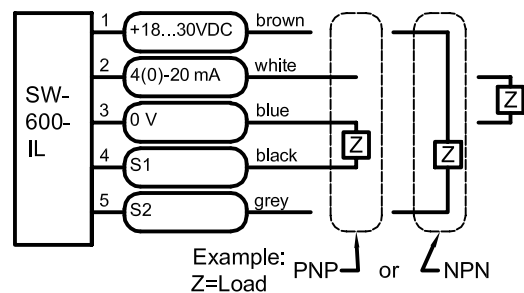 SW-
600-
IL
1 +18...30VDC brown
2 4(0)-20 mA white
3 0 V blue
4 S1 black
5 S2 grey
Z
Z
Z
Example:
Z=Load
PNP or NPN